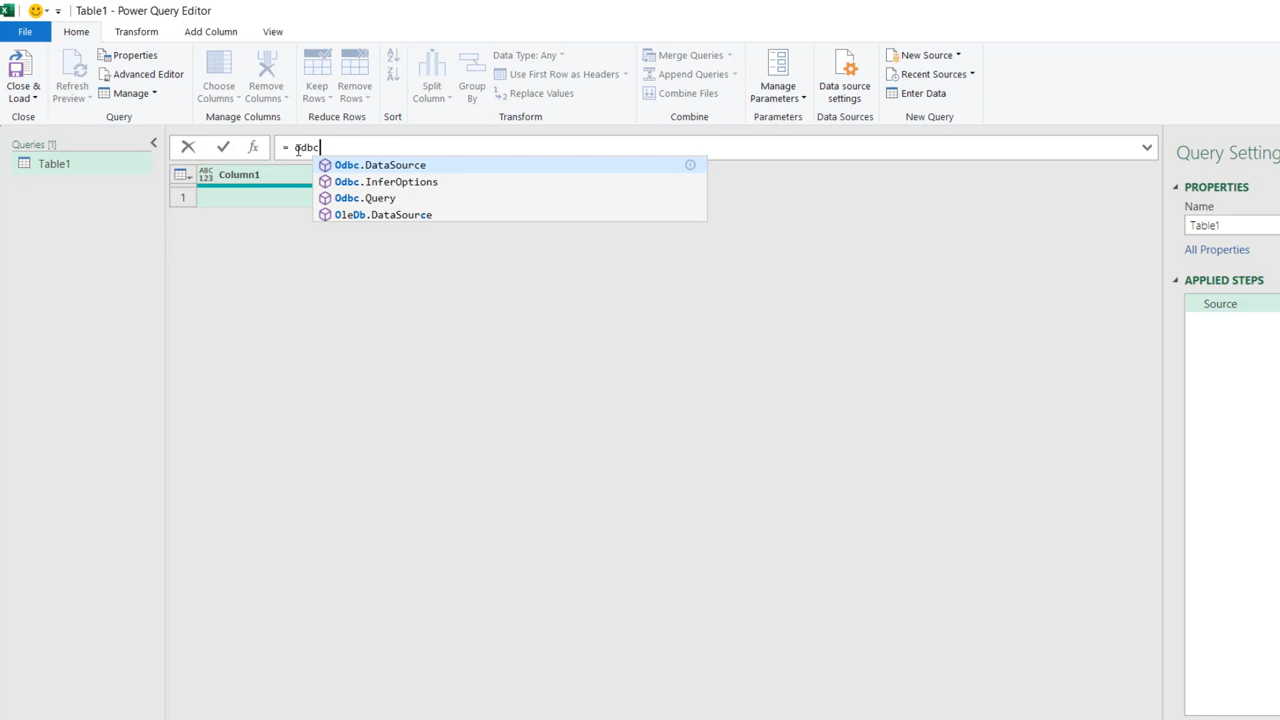 Table1 - Power Query Editor
File Home Transform Add Column View
Close & Load
Refresh Preview
Properties
Advanced Editor
Manage
Choose Columns
Remove Columns
Keep Rows
Remove Rows
Split Column
Group By
Data Type: Any
Use First Row as Headers
Replace Values
Merge Queries
Append Queries
Combine Files
Manage Parameters
Data source settings
New Source
Recent Sources
Enter Data
Close Query Manage Columns Reduce Rows Sort Transform Combine Parameters Data Sources New Query
Queries [1]
Table1
fx
= odbc
Odbc.DataSource
Odbc.InferOptions
Odbc.Query
OleDb.DataSource
ABC
123
Column1
1
Query Setting
PROPERTIES
Name
Table1
All Properties
APPLIED STEPS
Source